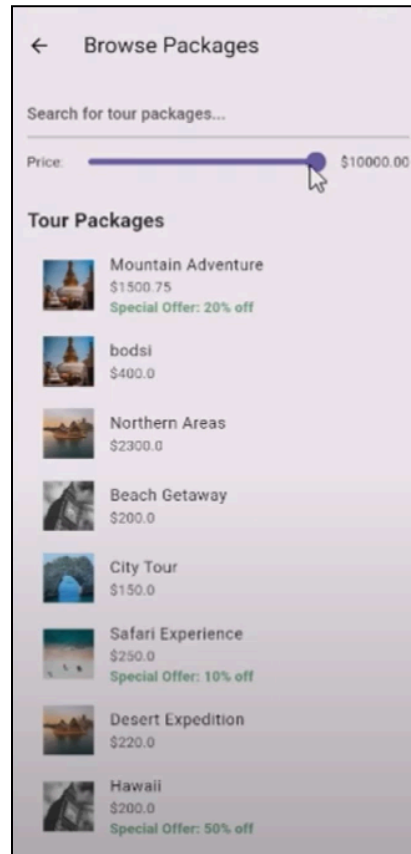 Browse Packages
Search for tour packages...
Price: $10000.00
Tour Packages
Mountain Adventure
$1500.75
Special Offer: 20% off
bodsi
$400.0
Northern Areas
$2300.0
Beach Getaway
$200.0
City Tour
$150.0
Safari Experience
$250.0
Special Offer: 10% off
Desert Expedition
$220.0
Hawaii
$200.0
Special Offer: 50% off